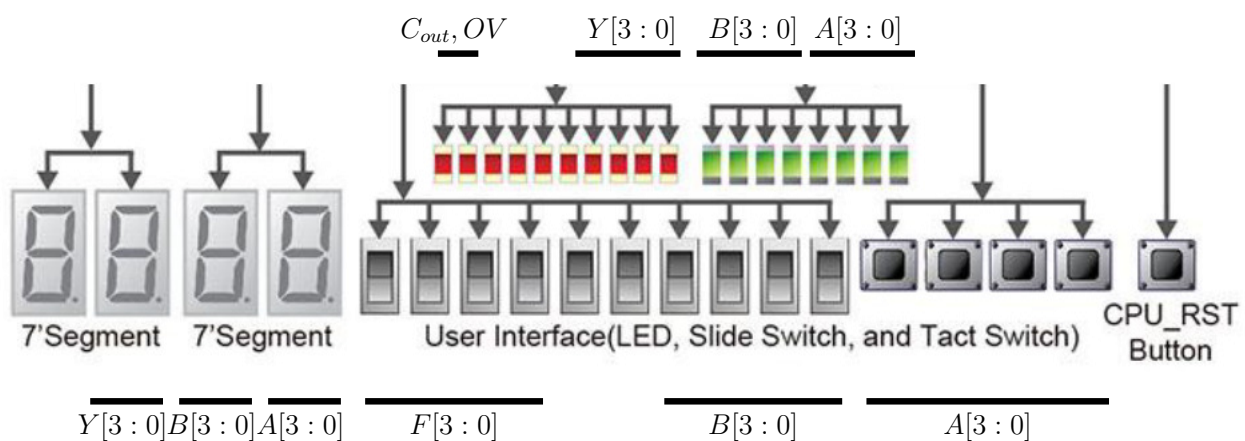 C_out, OV Y[3 : 0] B[3 : 0] A[3 : 0]
7'Segment 7'Segment User Interface(LED, Slide Switch, and Tact Switch) CPU_RST
Button
Y[3 : 0] B[3 : 0] A[3 : 0] F[3 : 0] B[3 : 0] A[3 : 0]